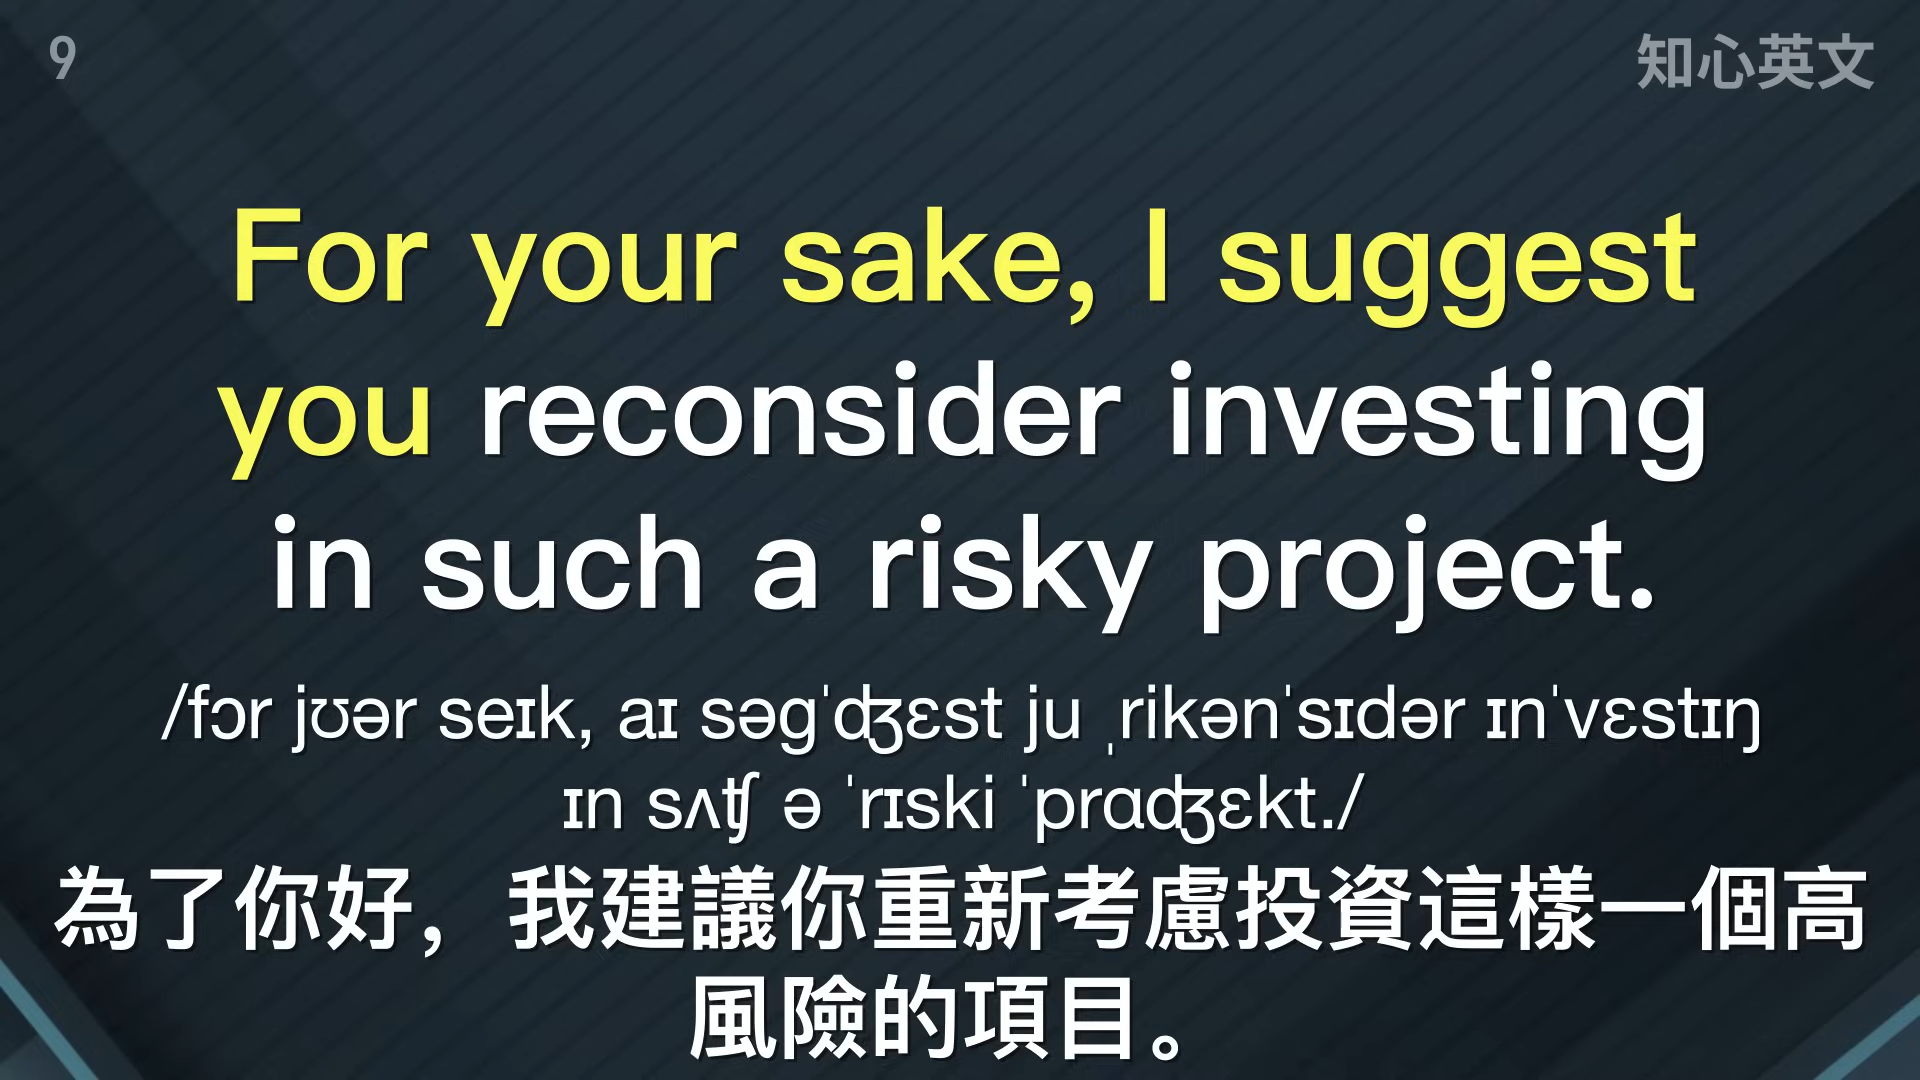 9
知心英文
For your sake, I suggest
you reconsider investing
in such a risky project.
/fɔr jʊər seɪk, aɪ səgˈʤɛst ju ˌrikənˈsɪdər ɪnˈvɛstɪŋ
ɪn sʌʧ ə ˈrɪski ˈprɑʤɛkt./
為了你好，我建議你重新考慮投資這樣一個高
風險的項目。